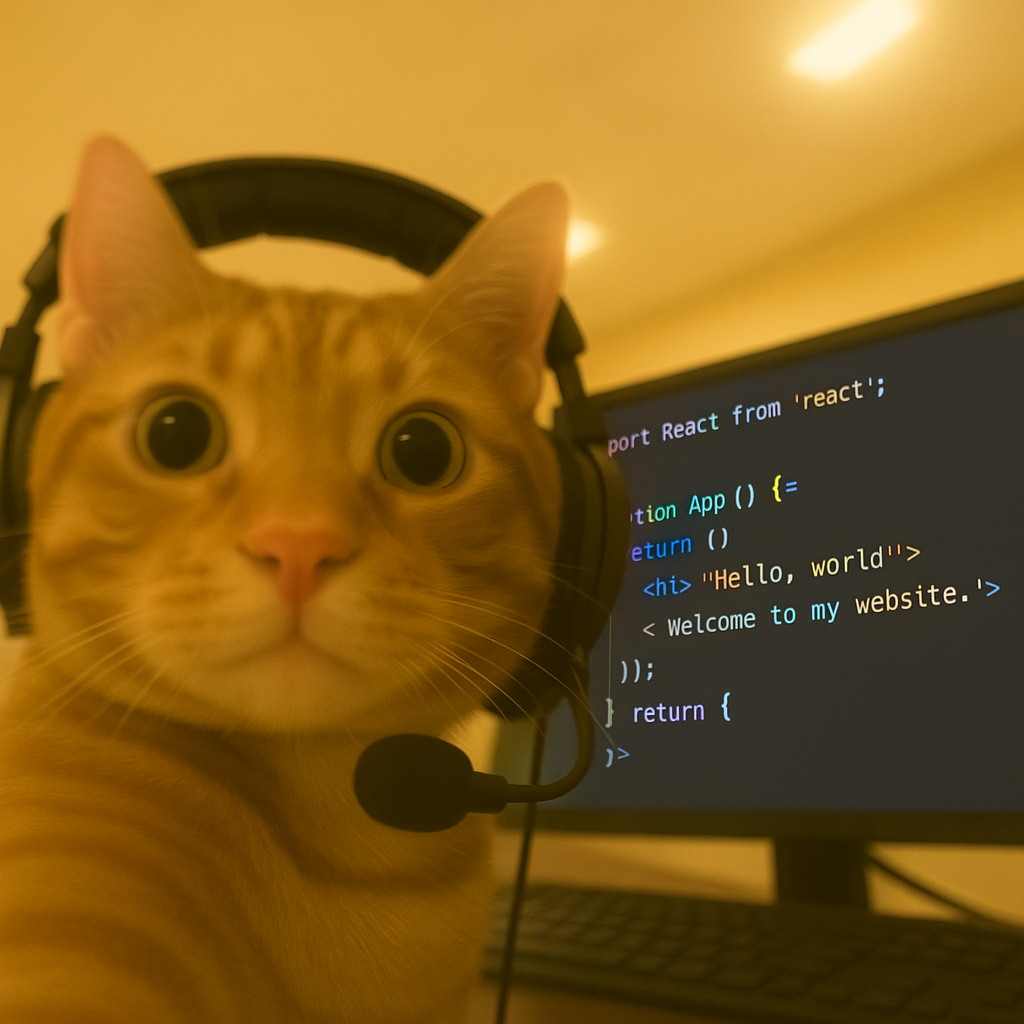 port React from 'react';
tion App () {=
eturn ()
<hi> "Hello, world">
< Welcome to my website.'>
));
} return {
)>